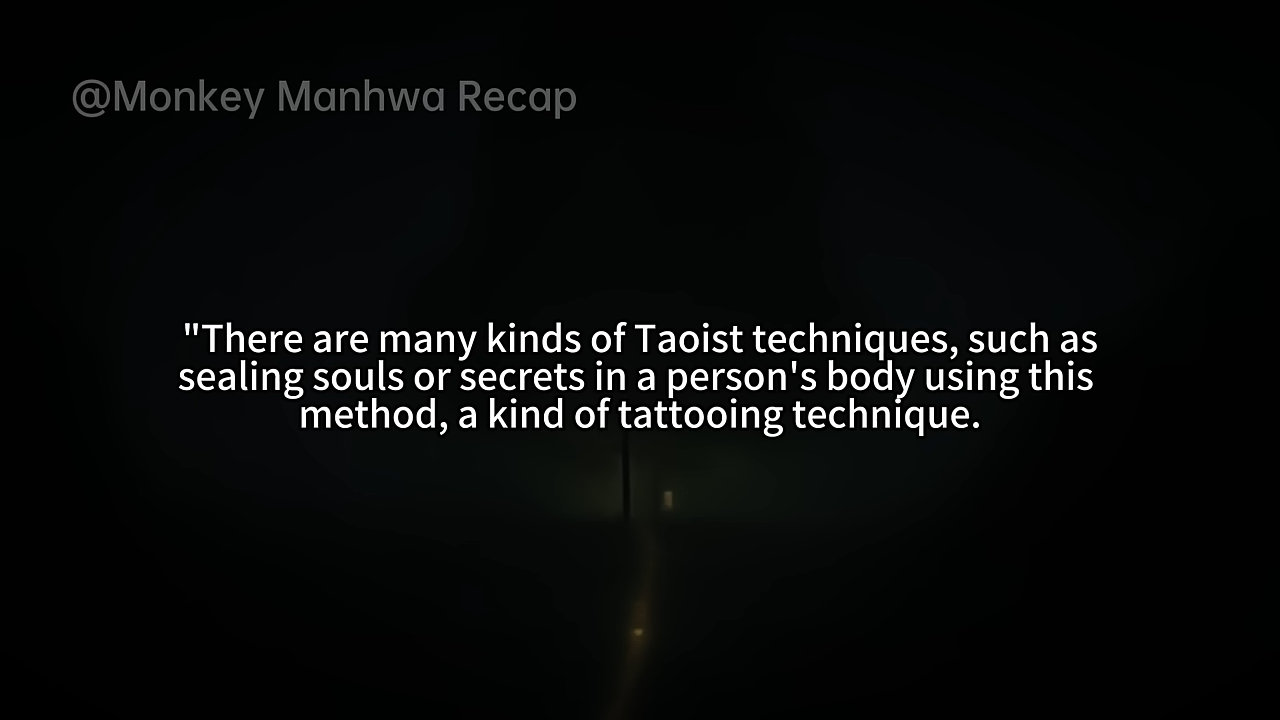 @Monkey Manhwa Recap
"There are many kinds of Taoist techniques, such as
sealing souls or secrets in a person's body using this
method, a kind of tattooing technique.